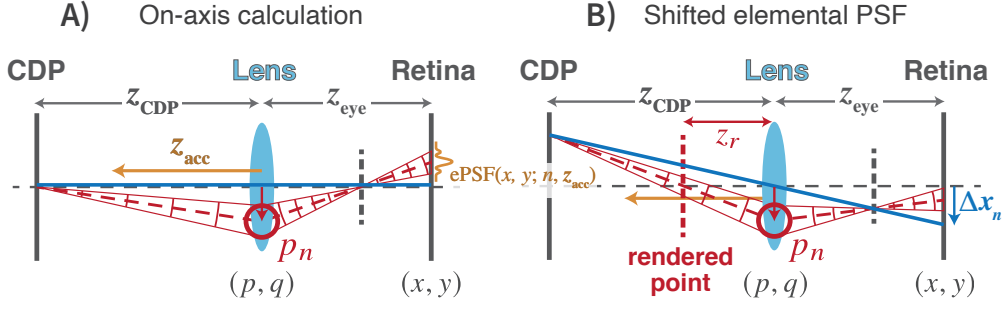 A) On-axis calculation
CDP Lens Retina
z_CDP z_eye
z_acc
ePSF(x, y; n, z_acc)
p_n
(p, q) (x, y)
B) Shifted elemental PSF
CDP Lens Retina
z_CDP z_eye
z_r
Δx_n
rendered
point
p_n
(p, q) (x, y)